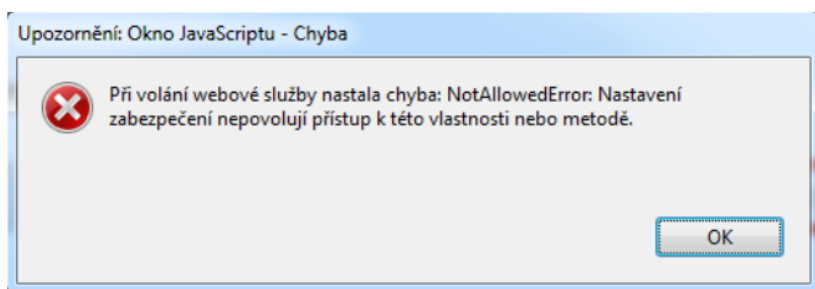 Upozornění: Okno JavaScriptu - Chyba
Při volání webové služby nastala chyba: NotAllowedError: Nastavení
zabezpečení nepovolují přístup k této vlastnosti nebo metodě.
OK